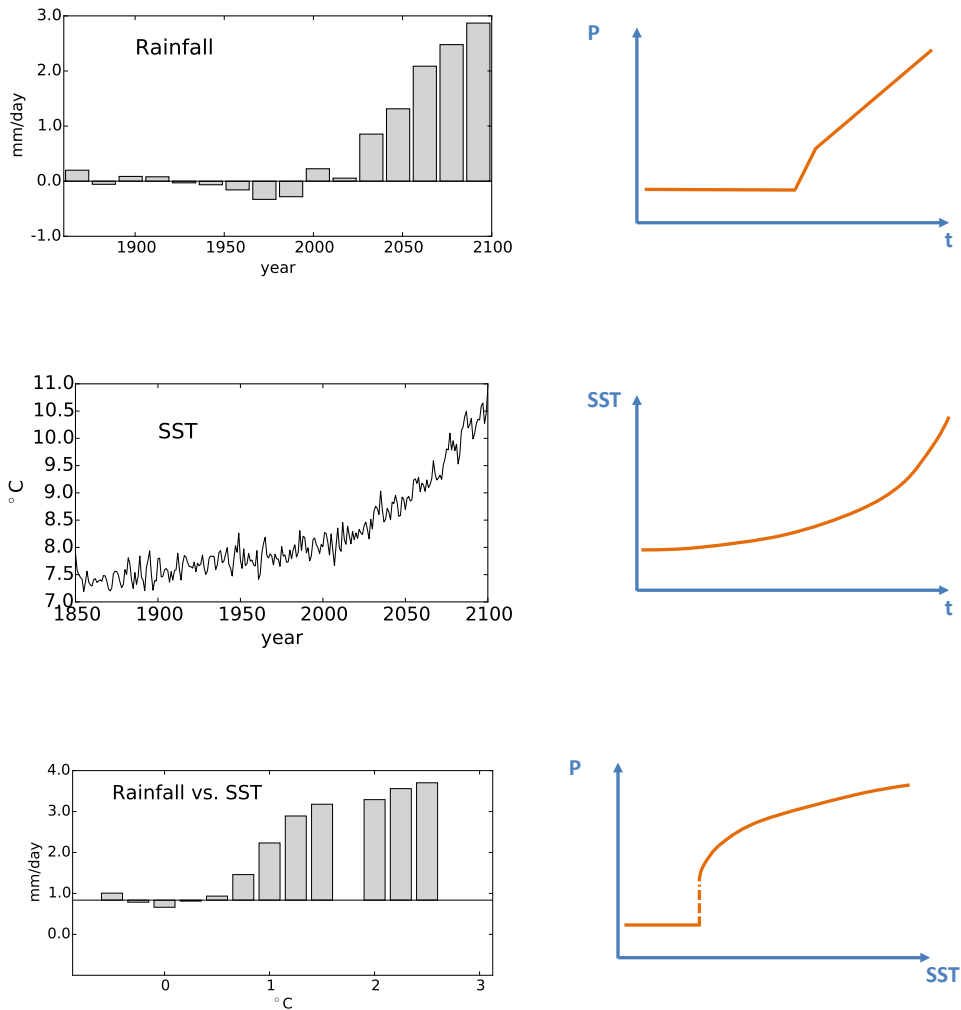 3.0
Rainfall
2.0
mm/day
1.0
0.0
-1.0
1900 1950 2000 2050 2100
year
P
t
11.0
10.5
SST
10.0
9.5
°C
9.0
8.5
8.0
7.5
7.0
1850 1900 1950 2000 2050 2100
year
SST
t
4.0
Rainfall vs. SST
3.0
2.0
mm/day
1.0
0.0
0 1 2 3
°C
P
SST